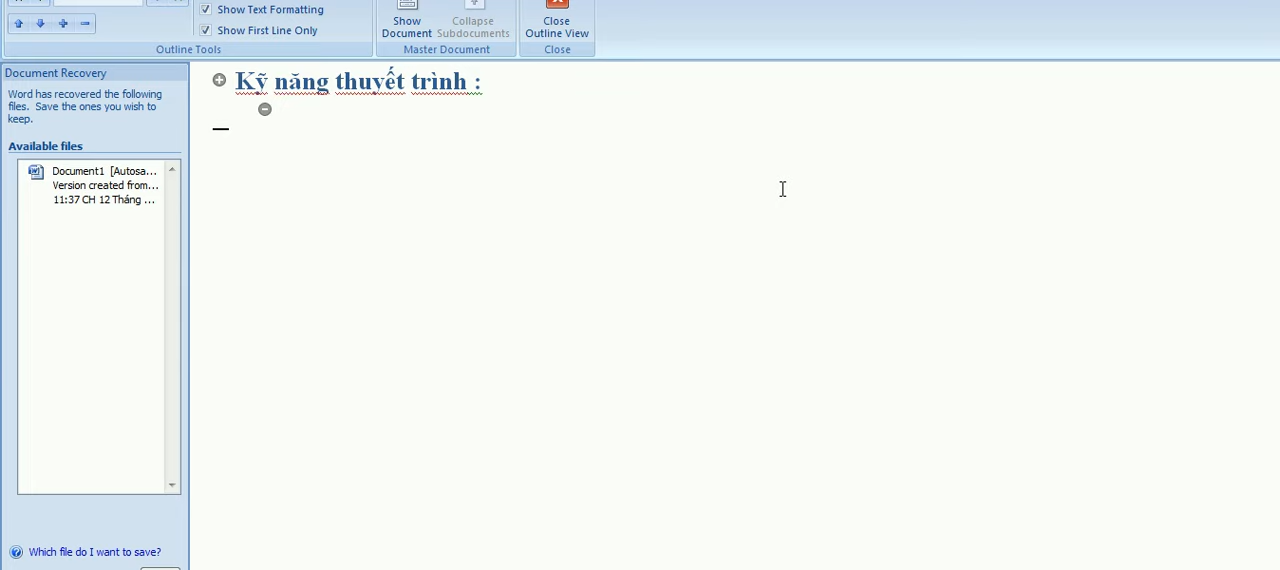 Show Text Formatting
Show First Line Only
Outline Tools
Show Document
Collapse Subdocuments
Master Document
Close Outline View
Close
Document Recovery
Word has recovered the following
files. Save the ones you wish to
keep.
Available files
Document1 [Autosa...
Version created from...
11:37 CH 12 Tháng ...
Which file do I want to save?
Kỹ năng thuyết trình :